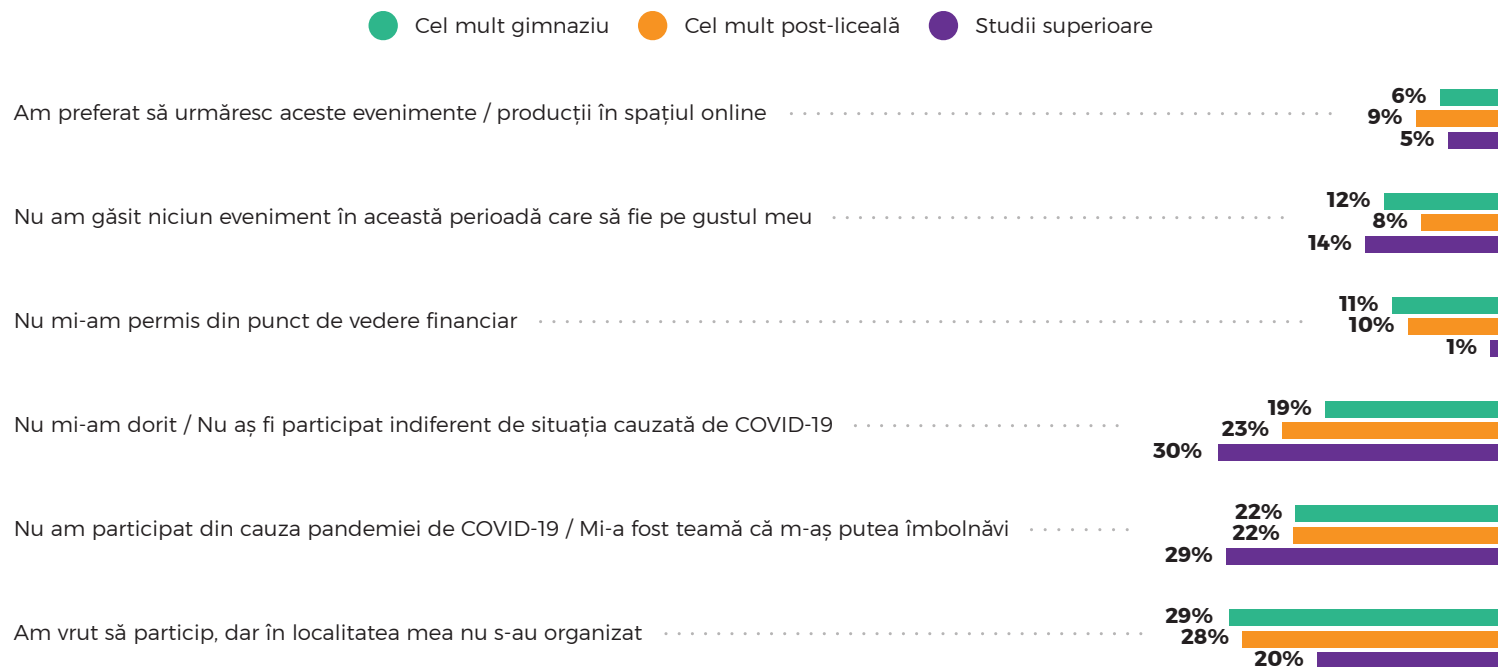 Cel mult gimnaziu Cel mult post-liceală Studii superioare
Am preferat să urmăresc aceste evenimente / producții în spațiul online
6%
9%
5%
Nu am găsit niciun eveniment în această perioadă care să fie pe gustul meu
12%
8%
14%
Nu mi-am permis din punct de vedere financiar
11%
10%
1%
Nu mi-am dorit / Nu aș fi participat indiferent de situația cauzată de COVID-19
19%
23%
30%
Nu am participat din cauza pandemiei de COVID-19 / Mi-a fost teamă că m-aș putea îmbolnăvi
22%
22%
29%
Am vrut să particip, dar în localitatea mea nu s-au organizat
29%
28%
20%